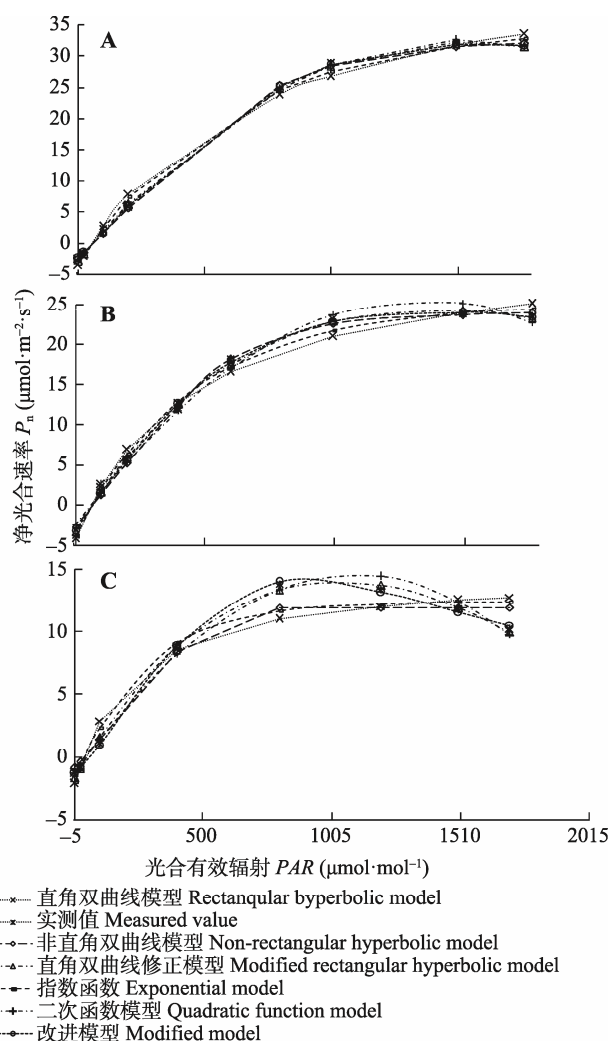 35
A
30
25
20
15
10
5
0
–5
25
B
20
15
10
5
0
–5
净光合速率 Pn (μmol·m–2·s–1)
15
C
10
5
0
–5
–5 500 1005 1510 2015
光合有效辐射 PAR (μmol·mol–1)
直角双曲线模型 Rectanqular byperbolic model
实测值 Measured value
非直角双曲线模型 Non-rectangular hyperbolic model
直角双曲线修正模型 Modified rectangular hyperbolic model
指数函数 Exponential model
二次函数模型 Quadratic function model
改进模型 Modified model